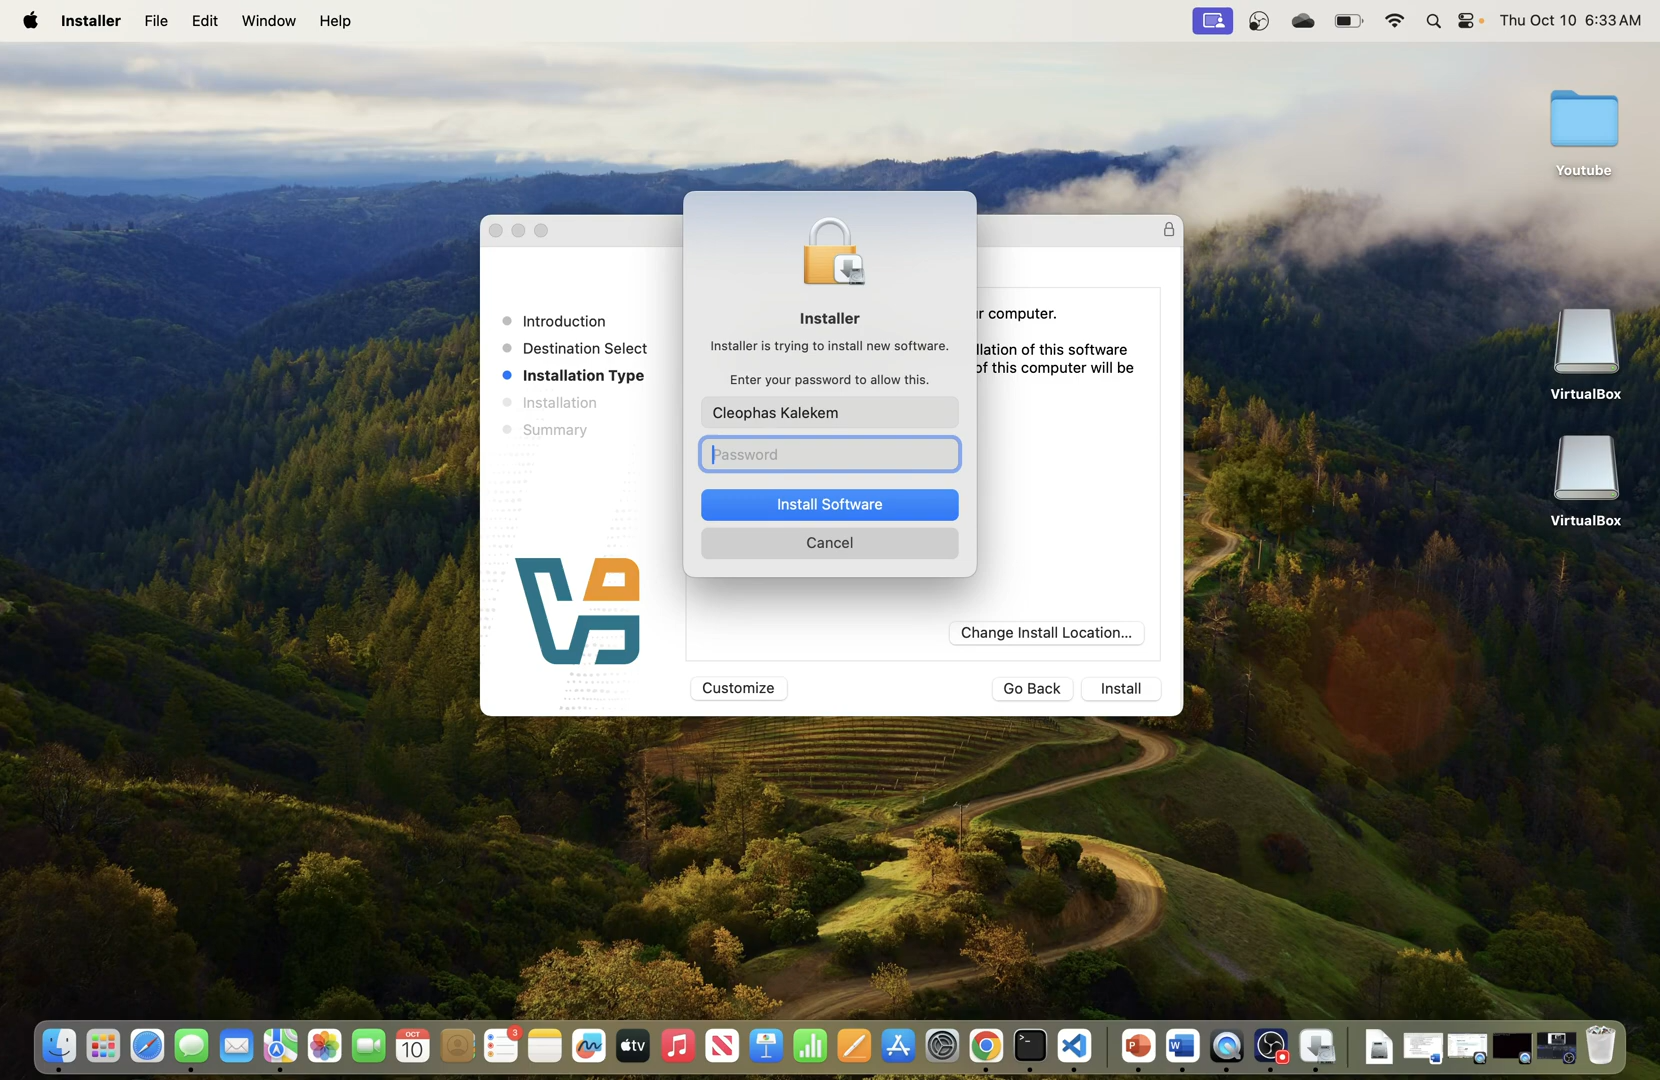 Installer File Edit Window Help
Thu Oct 10 6:33 AM
Youtube
VirtualBox
VirtualBox
Introduction
Destination Select
Installation Type
Installation
Summary
r computer.
llation of this software
of this computer will be
Installer
Installer is trying to install new software.
Enter your password to allow this.
Cleophas Kalekem
Password
Install Software
Cancel
Change Install Location...
Customize
Go Back
Install
OCT
10
3
tv